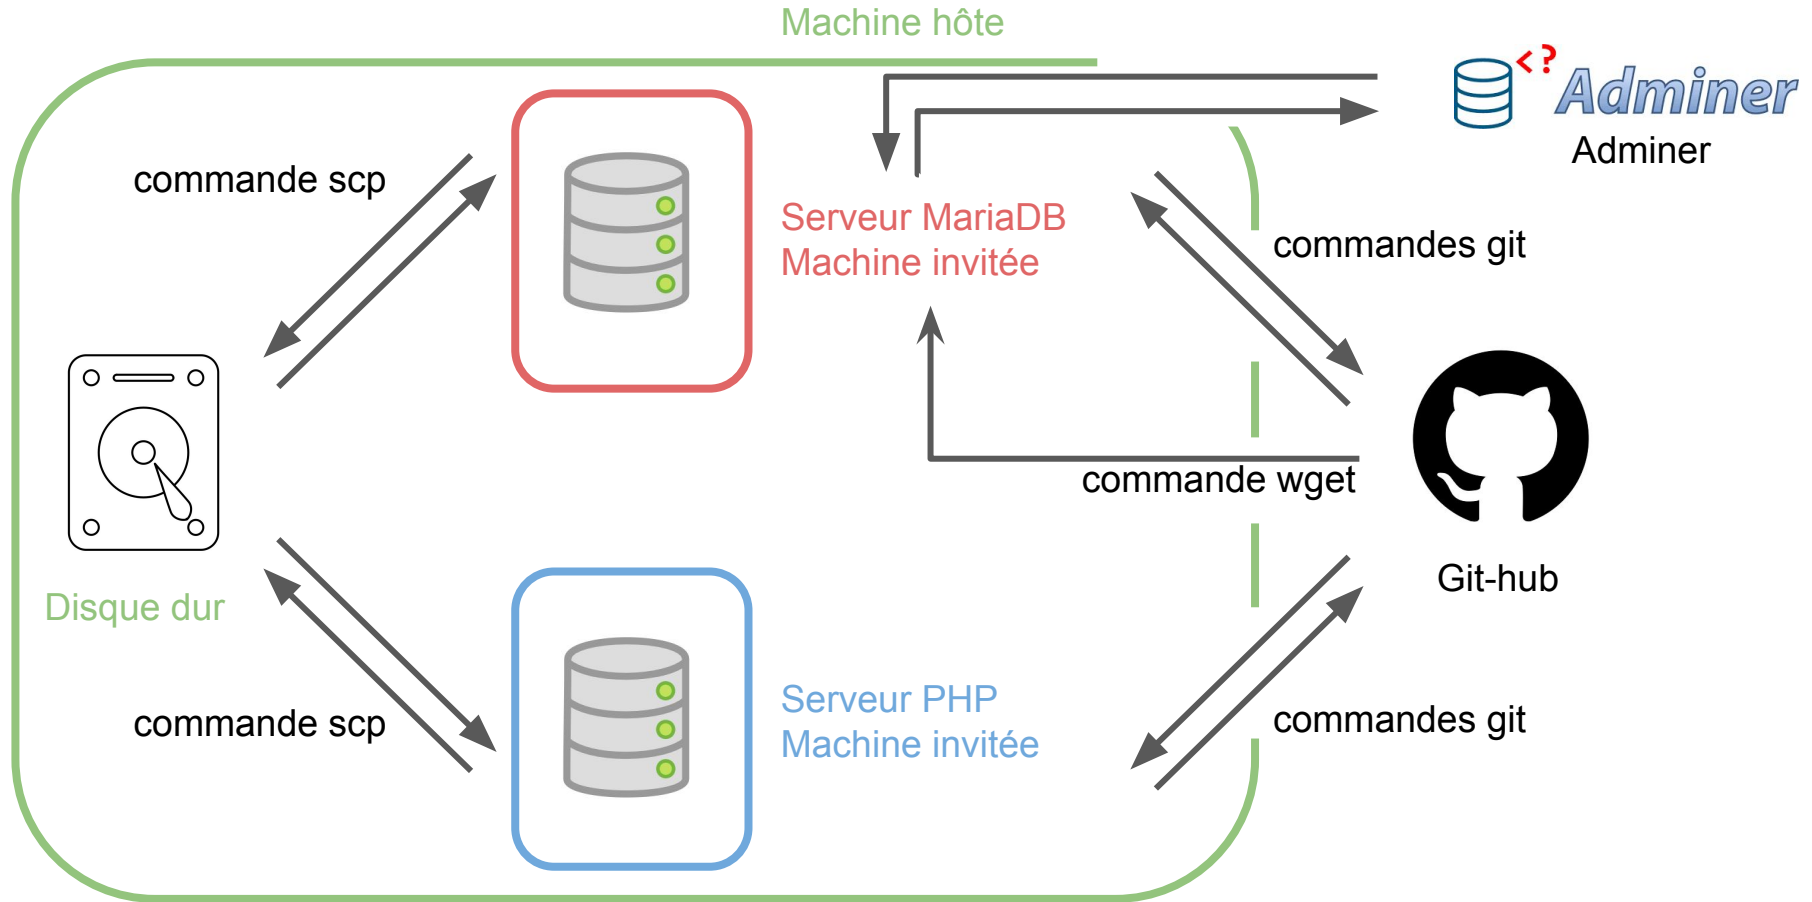 Machine hôte
<?
Adminer
Adminer
commande scp
Serveur MariaDB
Machine invitée
commandes git
commande wget
Git-hub
Disque dur
commande scp
Serveur PHP
Machine invitée
commandes git